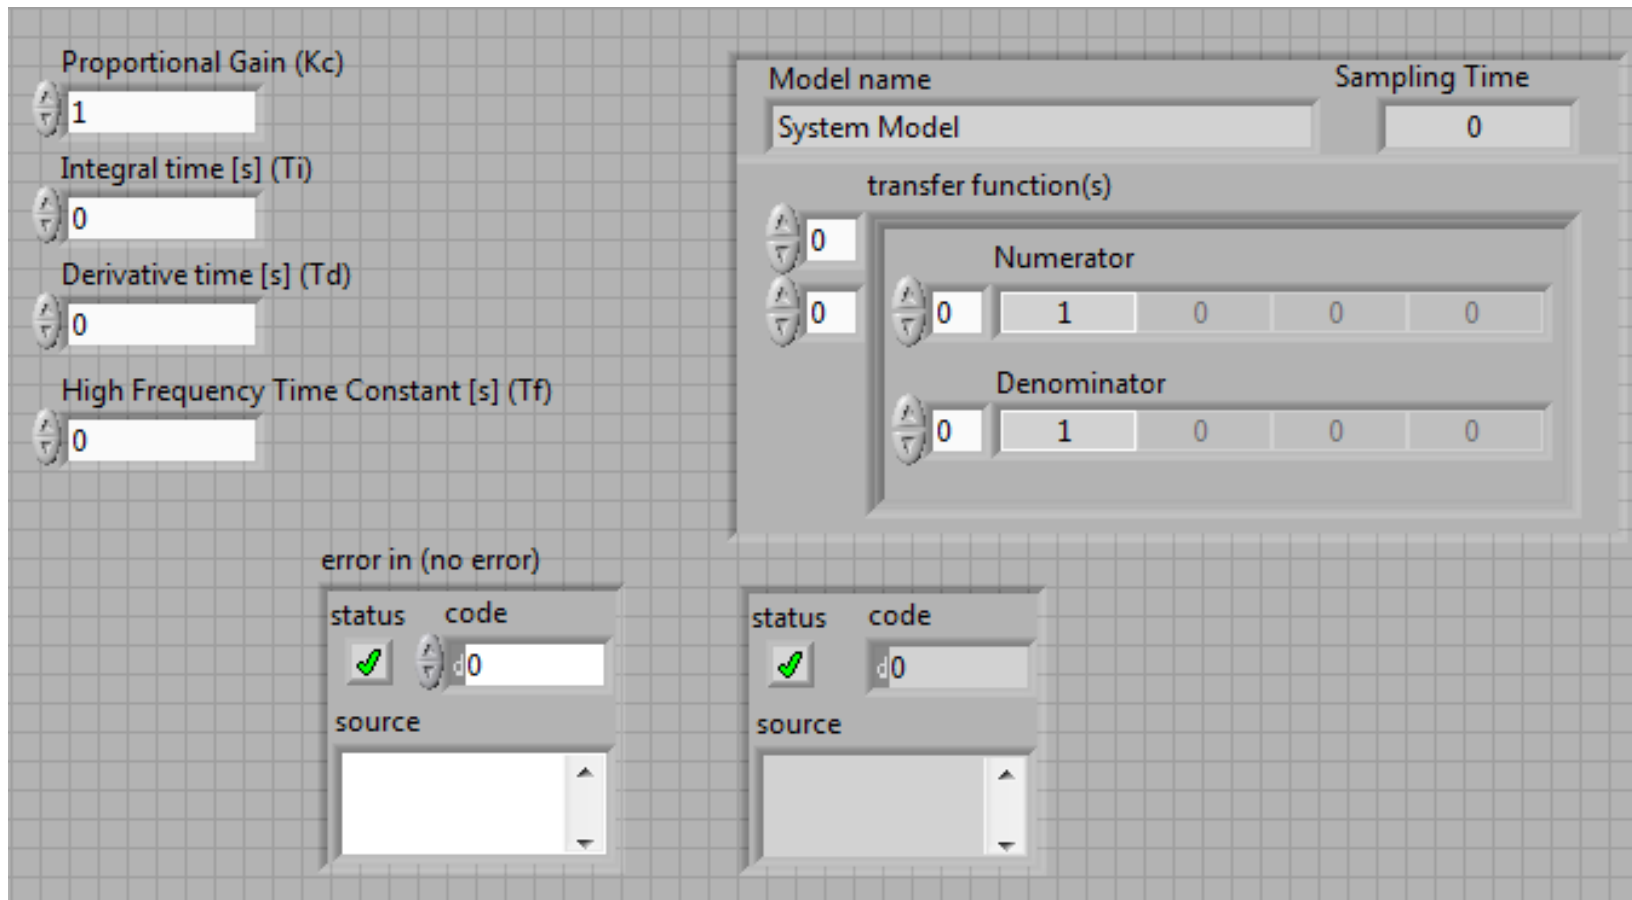 Proportional Gain (Kc)
1
Integral time [s] (Ti)
0
Derivative time [s] (Td)
0
High Frequency Time Constant [s] (Tf)
0
Model name
Sampling Time
System Model
0
transfer function(s)
0
0
Numerator
0 1 0 0 0
Denominator
0 1 0 0 0
error in (no error)
status code
d0
source
status code
d0
source